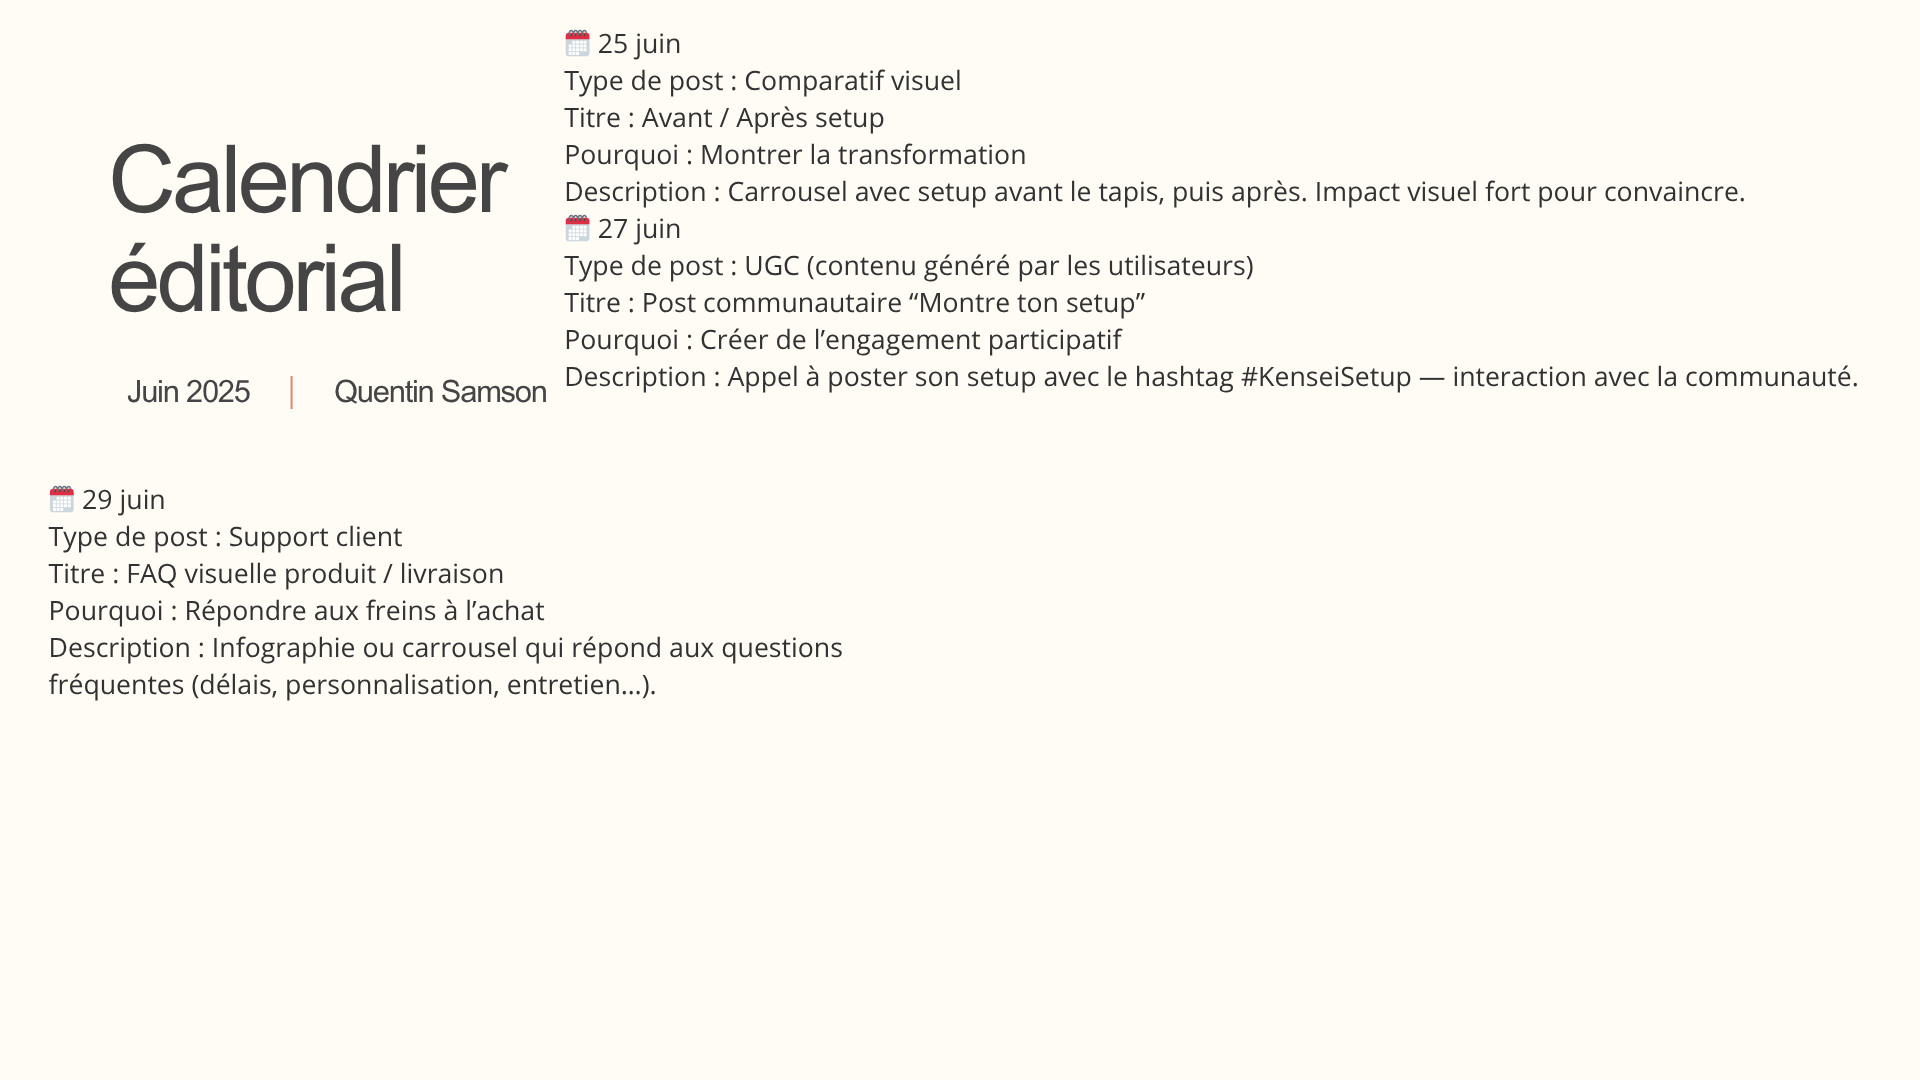 Calendrier
éditorial
Juin 2025 | Quentin Samson
25 juin
Type de post : Comparatif visuel
Titre : Avant / Après setup
Pourquoi : Montrer la transformation
Description : Carrousel avec setup avant le tapis, puis après. Impact visuel fort pour convaincre.
27 juin
Type de post : UGC (contenu généré par les utilisateurs)
Titre : Post communautaire “Montre ton setup”
Pourquoi : Créer de l’engagement participatif
Description : Appel à poster son setup avec le hashtag #KenseiSetup — interaction avec la communauté.
29 juin
Type de post : Support client
Titre : FAQ visuelle produit / livraison
Pourquoi : Répondre aux freins à l’achat
Description : Infographie ou carrousel qui répond aux questions
fréquentes (délais, personnalisation, entretien…).